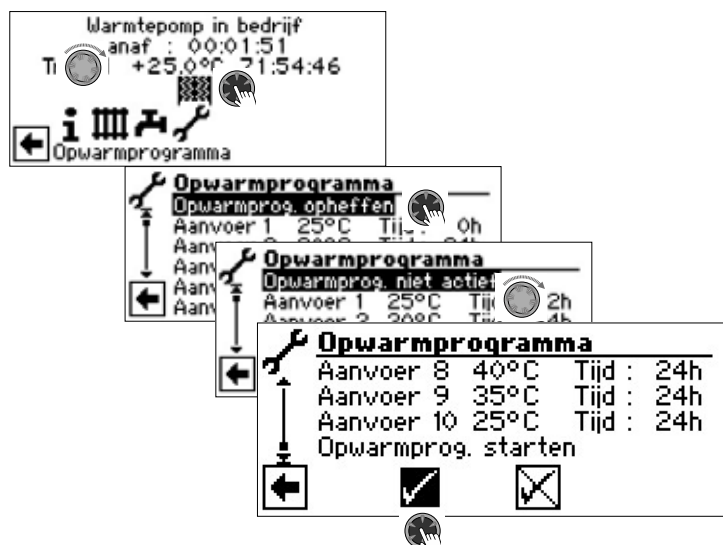 Warmtepomp in bedrijf
anaf : 00:01:51
+25.0°C 71:54:46
Opwarmprogramma
Opwarmprogramma
Opwarmprog. opheffen
Aanvoer 1 25°C 0h
Opwarmprogramma
Opwarmprog. niet actief
Aanvoer 1 25°C 2h
Opwarmprogramma
Aanvoer 8 40°C Tijd : 24h
Aanvoer 9 35°C Tijd : 24h
Aanvoer 10 25°C Tijd : 24h
Opwarmprog. starten